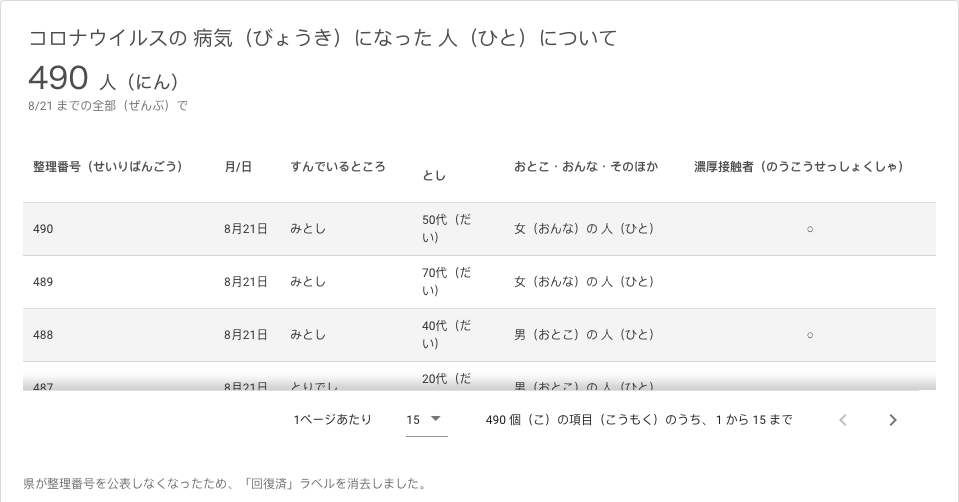 コロナウイルスの 病気（びょうき）になった 人（ひと）について
490 人（にん）
8/21 までの全部（ぜんぶ）で
整理番号（せいりばんごう） 月/日 すんでいるところ とし おとこ・おんな・そのほか 濃厚接触者（のうこうせっしょくしゃ）
490 8月21日 みとし 50代（だい） 女（おんな）の 人（ひと） ○
489 8月21日 みとし 70代（だい） 女（おんな）の 人（ひと）
488 8月21日 みとし 40代（だい） 男（おとこ）の 人（ひと） ○
487 8月21日 とりでし 20代（だ 男（おとこ）の 人（ひと）
1ページあたり 15 490 個（こ）の項目（こうもく）のうち、1 から 15 まで
県が整理番号を公表しなくなったため、「回復済」ラベルを消去しました。